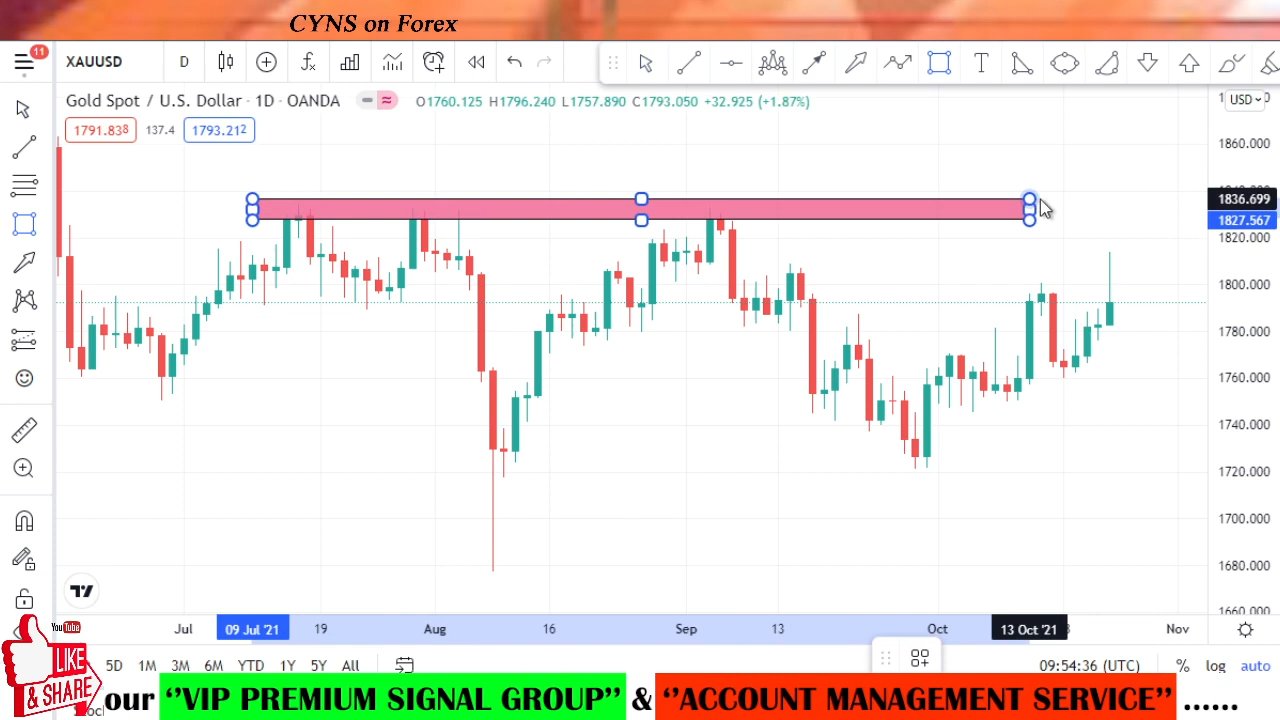 CYNS on Forex
11
XAUUSD
D
Gold Spot / U.S. Dollar · 1D · OANDA
O1760.125 H1796.240 L1757.890 C1793.050 +32.925 (+1.87%)
USD
1791.838
137.4
1793.212
1860.000
1836.699
1827.567
1820.000
1800.000
1780.000
1760.000
1740.000
1720.000
1700.000
1680.000
1660.000
Jul
09 Jul '21
19
Aug
16
Sep
13
Oct
13 Oct '21
Nov
You Tube
LIKE
& SHARE
5D 1M 3M 6M YTD 1Y 5Y All
09:54:36 (UTC)
% log auto
our ‘’VIP PREMIUM SIGNAL GROUP’’ & ‘’ACCOUNT MANAGEMENT SERVICE’’ ......